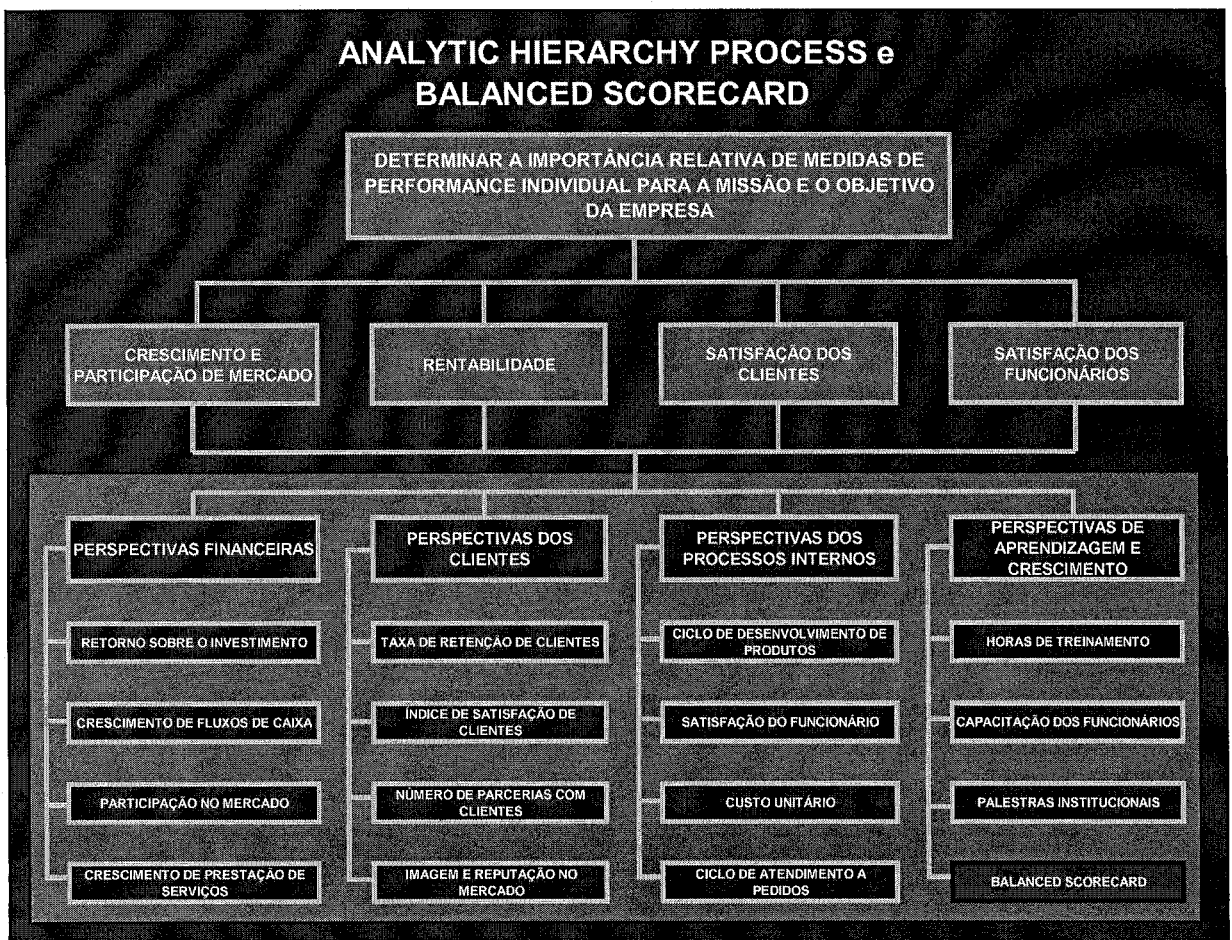 ANALYTIC HIERARCHY PROCESS e
BALANCED SCORECARD
DETERMINAR A IMPORTÂNCIA RELATIVA DE MEDIDAS DE
PERFORMANCE INDIVIDUAL PARA A MISSÃO E O OBJETIVO
DA EMPRESA
CRESCIMENTO E
PARTICIPAÇÃO DE MERCADO
RENTABILIDADE
SATISFAÇÃO DOS
CLIENTES
SATISFAÇÃO DOS
FUNCIONÁRIOS
PERSPECTIVAS FINANCEIRAS
PERSPECTIVAS DOS
CLIENTES
PERSPECTIVAS DOS
PROCESSOS INTERNOS
PERSPECTIVAS DE
APRENDIZAGEM E
CRESCIMENTO
RETORNO SOBRE O INVESTIMENTO
TAXA DE RETENÇÃO DE CLIENTES
CICLO DE DESENVOLVIMENTO DE
PRODUTOS
HORAS DE TREINAMENTO
CRESCIMENTO DE FLUXOS DE CAIXA
ÍNDICE DE SATISFAÇÃO DE
CLIENTES
SATISFAÇÃO DO FUNCIONÁRIO
CAPACITAÇÃO DOS FUNCIONÁRIOS
PARTICIPAÇÃO NO MERCADO
NÚMERO DE PARCERIAS COM
CLIENTES
CUSTO UNITÁRIO
PALESTRAS INSTITUCIONAIS
CRESCIMENTO DE PRESTAÇÃO DE
SERVIÇOS
IMAGEM E REPUTAÇÃO NO
MERCADO
CICLO DE ATENDIMENTO A
PEDIDOS
BALANCED SCORECARD